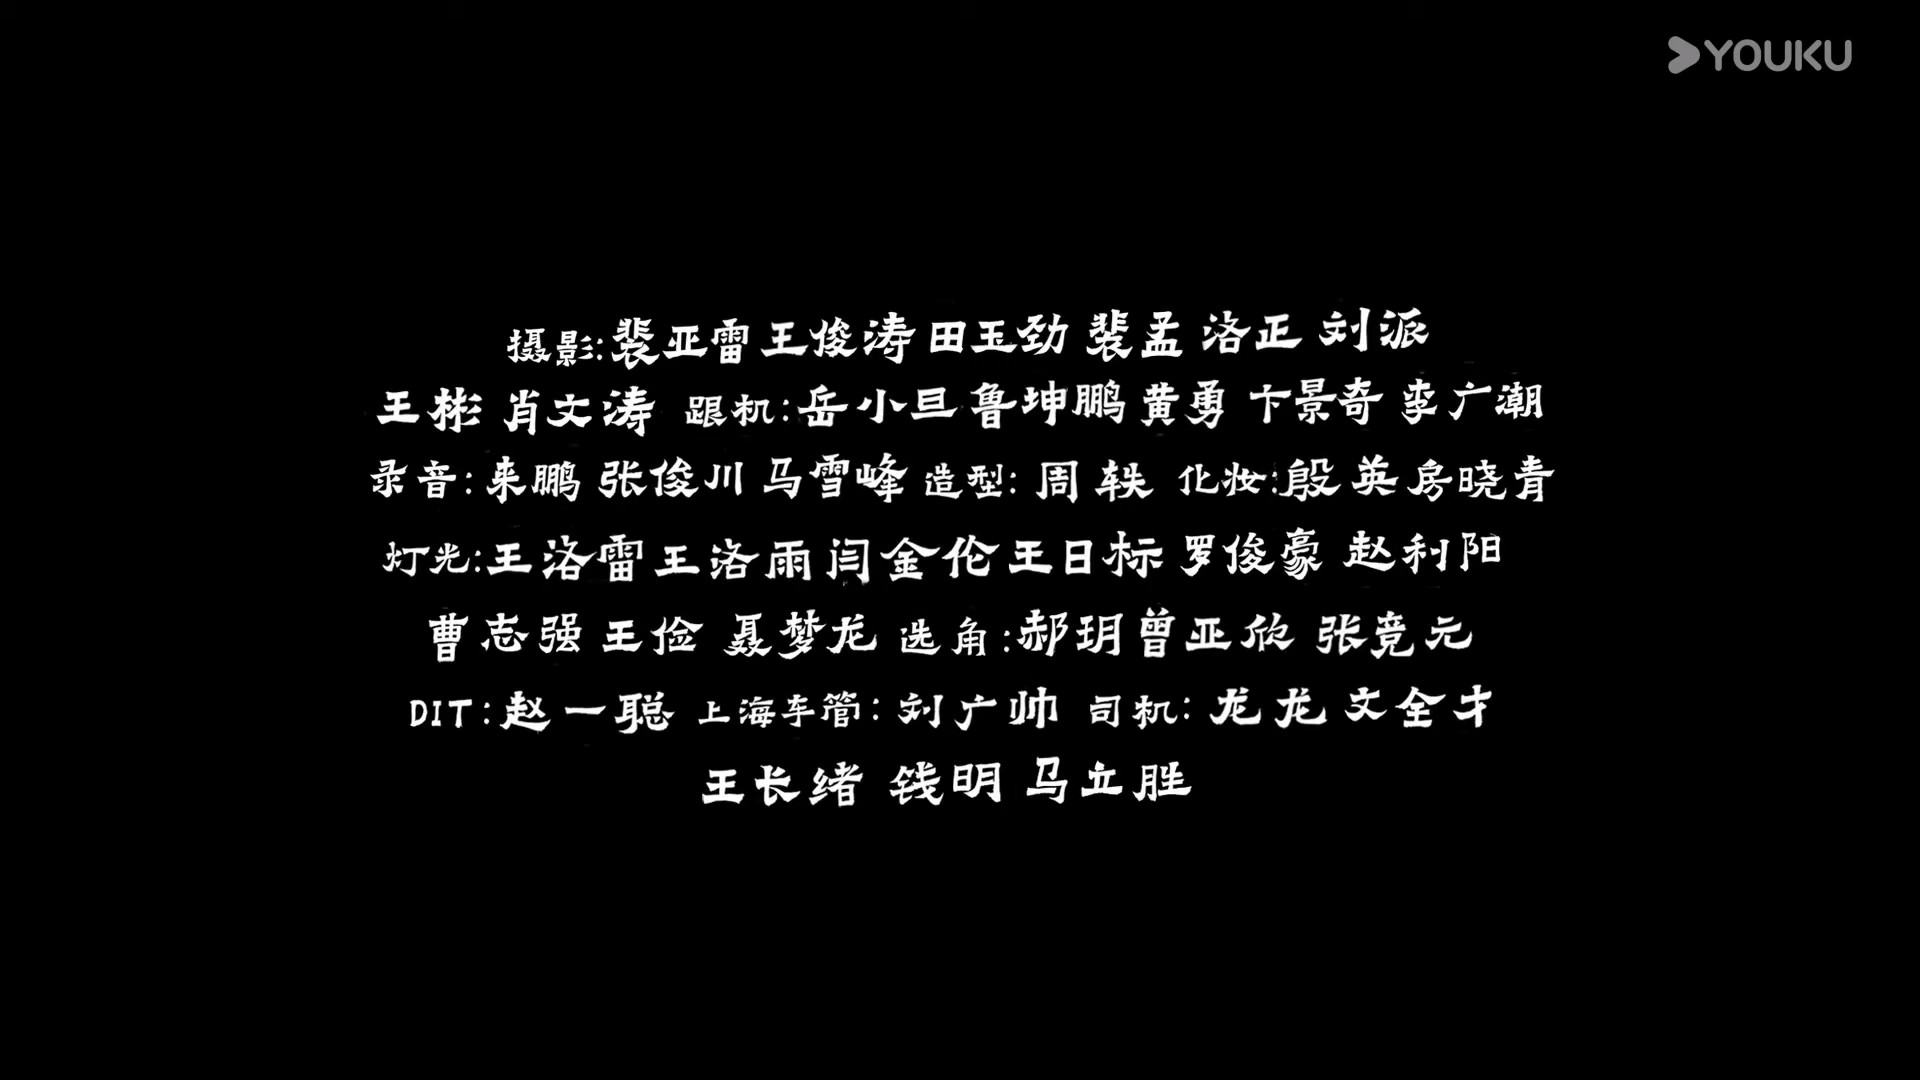 YOUKU
摄影:裴亚雷 王俊涛 田玉劲 裴孟 洛正 刘派
王彬 肖文涛 跟机:岳小亘 鲁坤鹏 黄勇 卞景奇 李广潮
录音:来鹏 张俊川 马雪峰 造型:周轶 化妆:殷英 房晓青
灯光:王洛雷 王洛雨 闫金伦 王日标 罗俊豪 赵利阳
曹志强 王俭 聂梦龙 选角:郝玥 曾亚欣 张竞元
DIT:赵一聪 上海车管:刘广帅 司机:龙龙 文全才
王长绪 钱明 马立胜